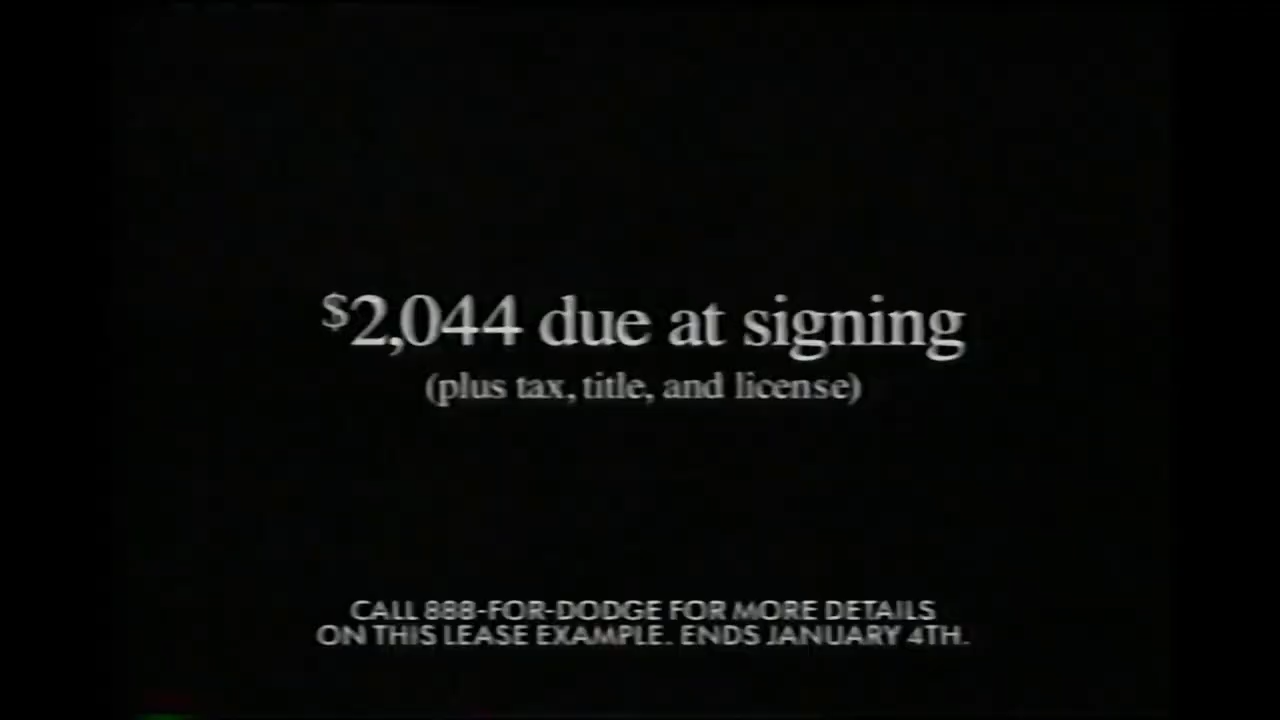 $2,044 due at signing
(plus tax, title, and license)
CALL 888-FOR-DODGE FOR MORE DETAILS
ON THIS LEASE EXAMPLE. ENDS JANUARY 4TH.